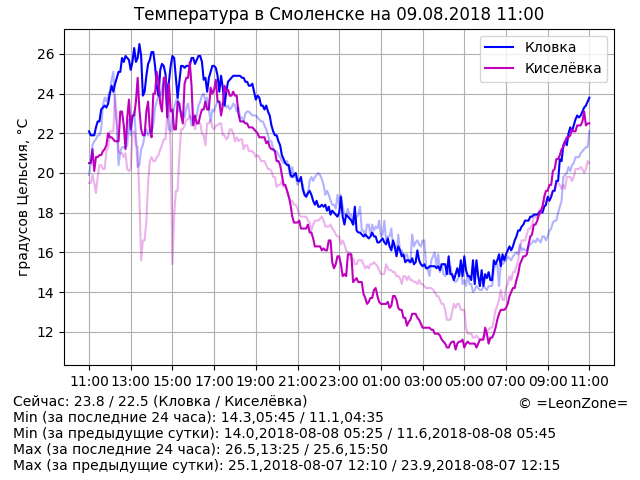 Температура в Смоленске на 09.08.2018 11:00
Кловка
Киселёвка
градусов Цельсия, °C
26
24
22
20
18
16
14
12
11:00 13:00 15:00 17:00 19:00 21:00 23:00 01:00 03:00 05:00 07:00 09:00 11:00
Сейчас: 23.8 / 22.5 (Кловка / Киселёвка)
© =LeonZone=
Min (за последние 24 часа): 14.3,05:45 / 11.1,04:35
Min (за предыдущие сутки): 14.0,2018-08-08 05:25 / 11.6,2018-08-08 05:45
Max (за последние 24 часа): 26.5,13:25 / 25.6,15:50
Max (за предыдущие сутки): 25.1,2018-08-07 12:10 / 23.9,2018-08-07 12:15